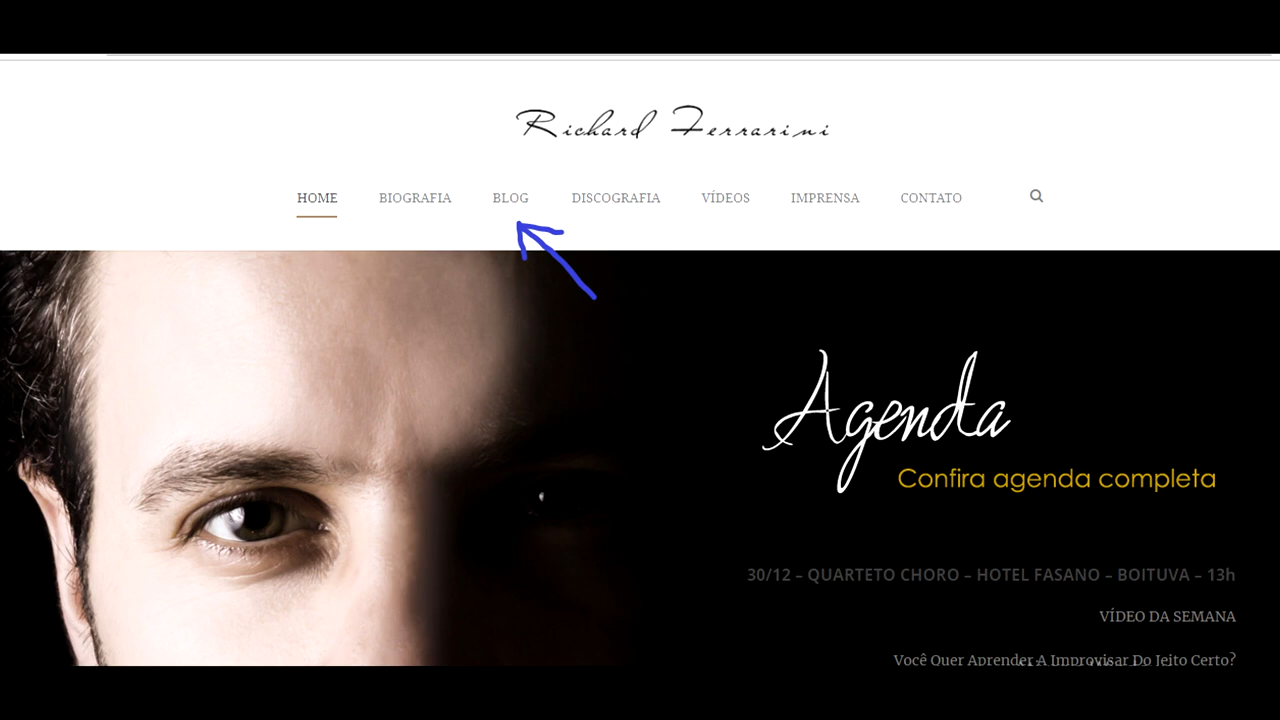 Richard Ferrarini
HOME BIOGRAFIA BLOG DISCOGRAFIA VÍDEOS IMPRENSA CONTATO
Agenda
Confira agenda completa
30/12 – QUARTETO CHORO – HOTEL FASANO – BOITUVA – 13h
VÍDEO DA SEMANA
Você Quer Aprender A Improvisar Do Jeito Certo?